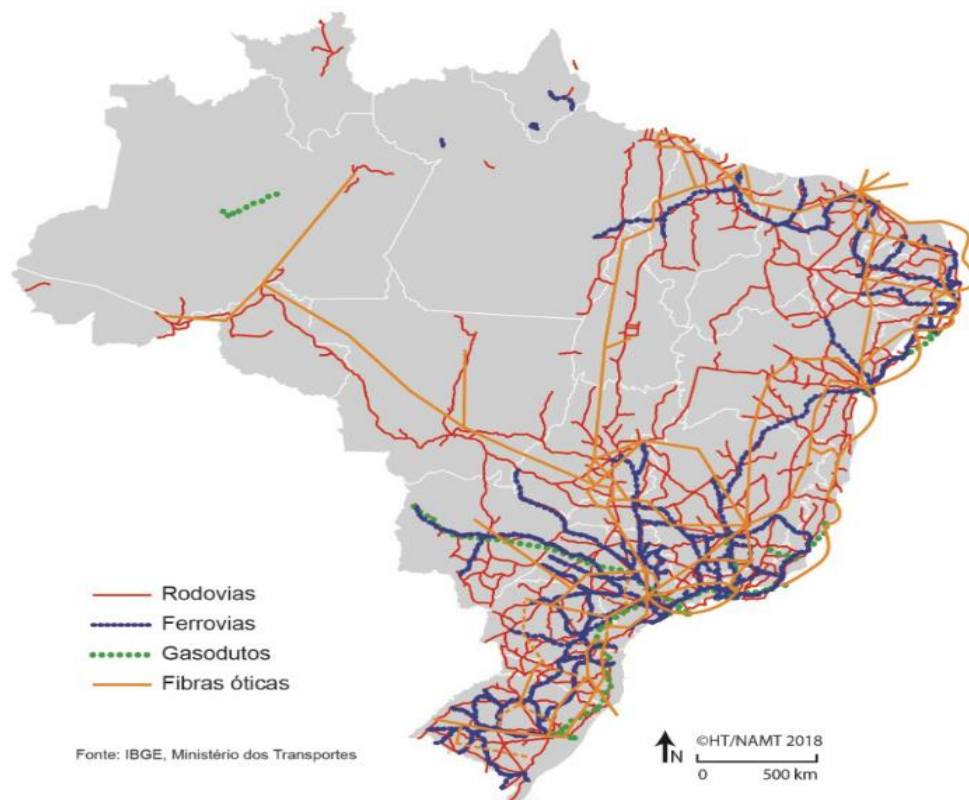 Rodovias
Ferrovias
Gasodutos
Fibras óticas
Fonte: IBGE, Ministério dos Transportes
N
©HT/NAMT 2018
0 500 km